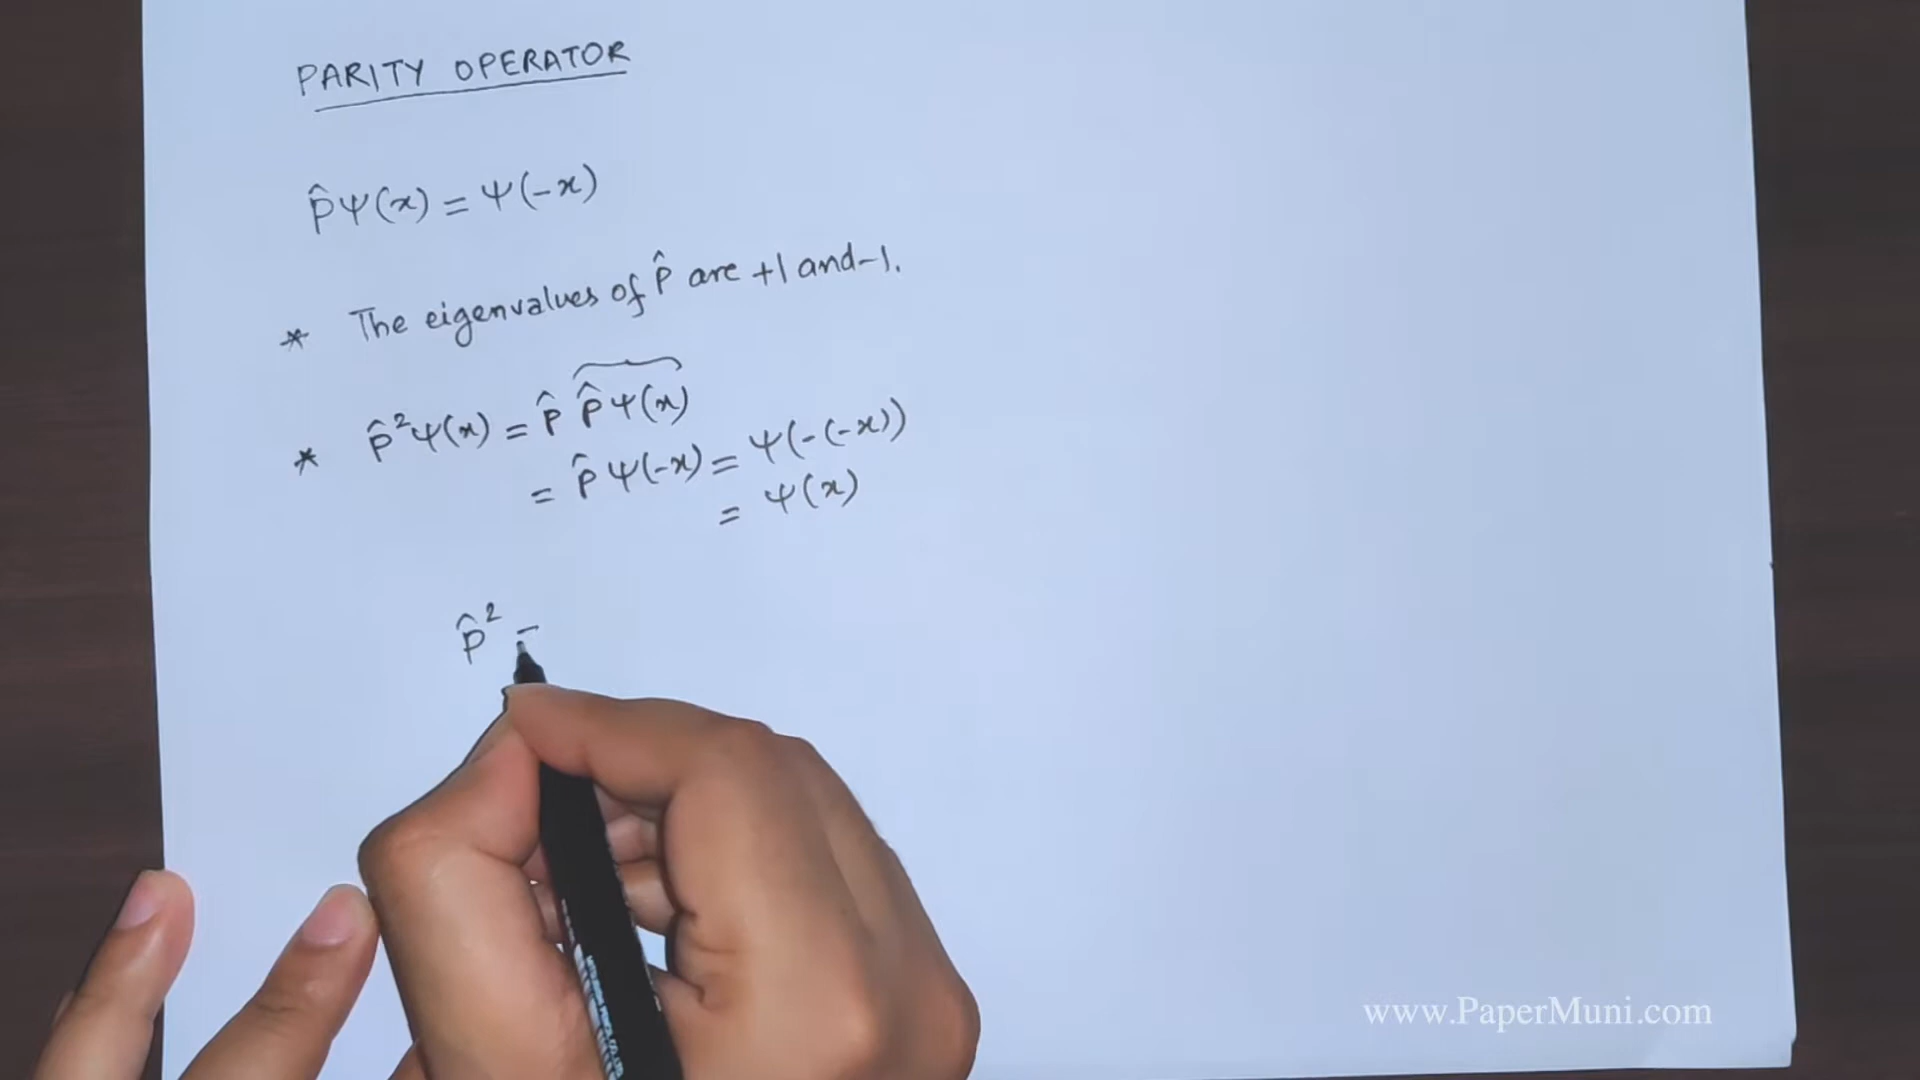 PARITY OPERATOR
P̂Ψ(x) = Ψ(-x)
* The eigenvalues of P̂ are +1 and -1.
* P̂²Ψ(x) = P̂ P̂Ψ(x)
= P̂Ψ(-x) = Ψ(-(-x))
= Ψ(x)
P̂² =
www.PaperMuni.com